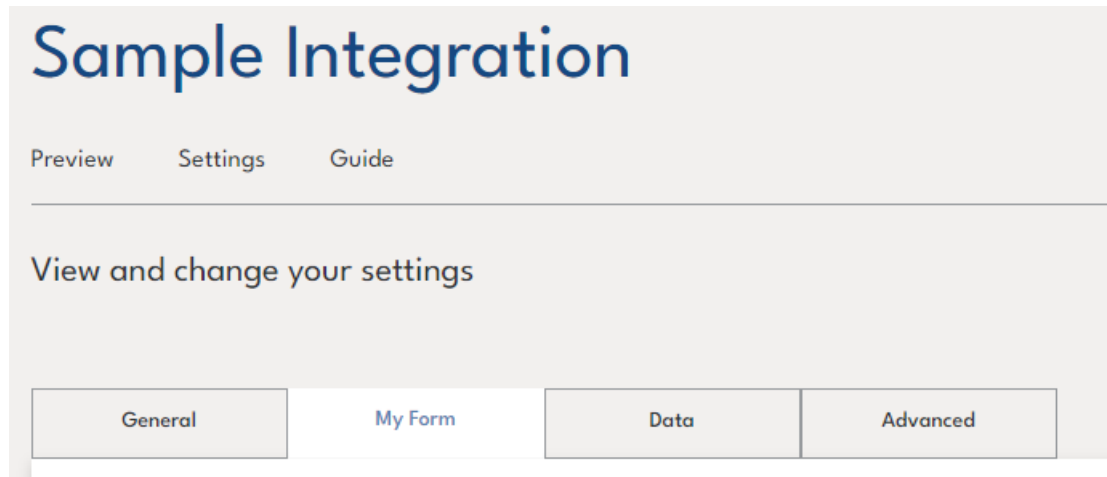 Sample Integration
Preview Settings Guide
View and change your settings
General My Form Data Advanced